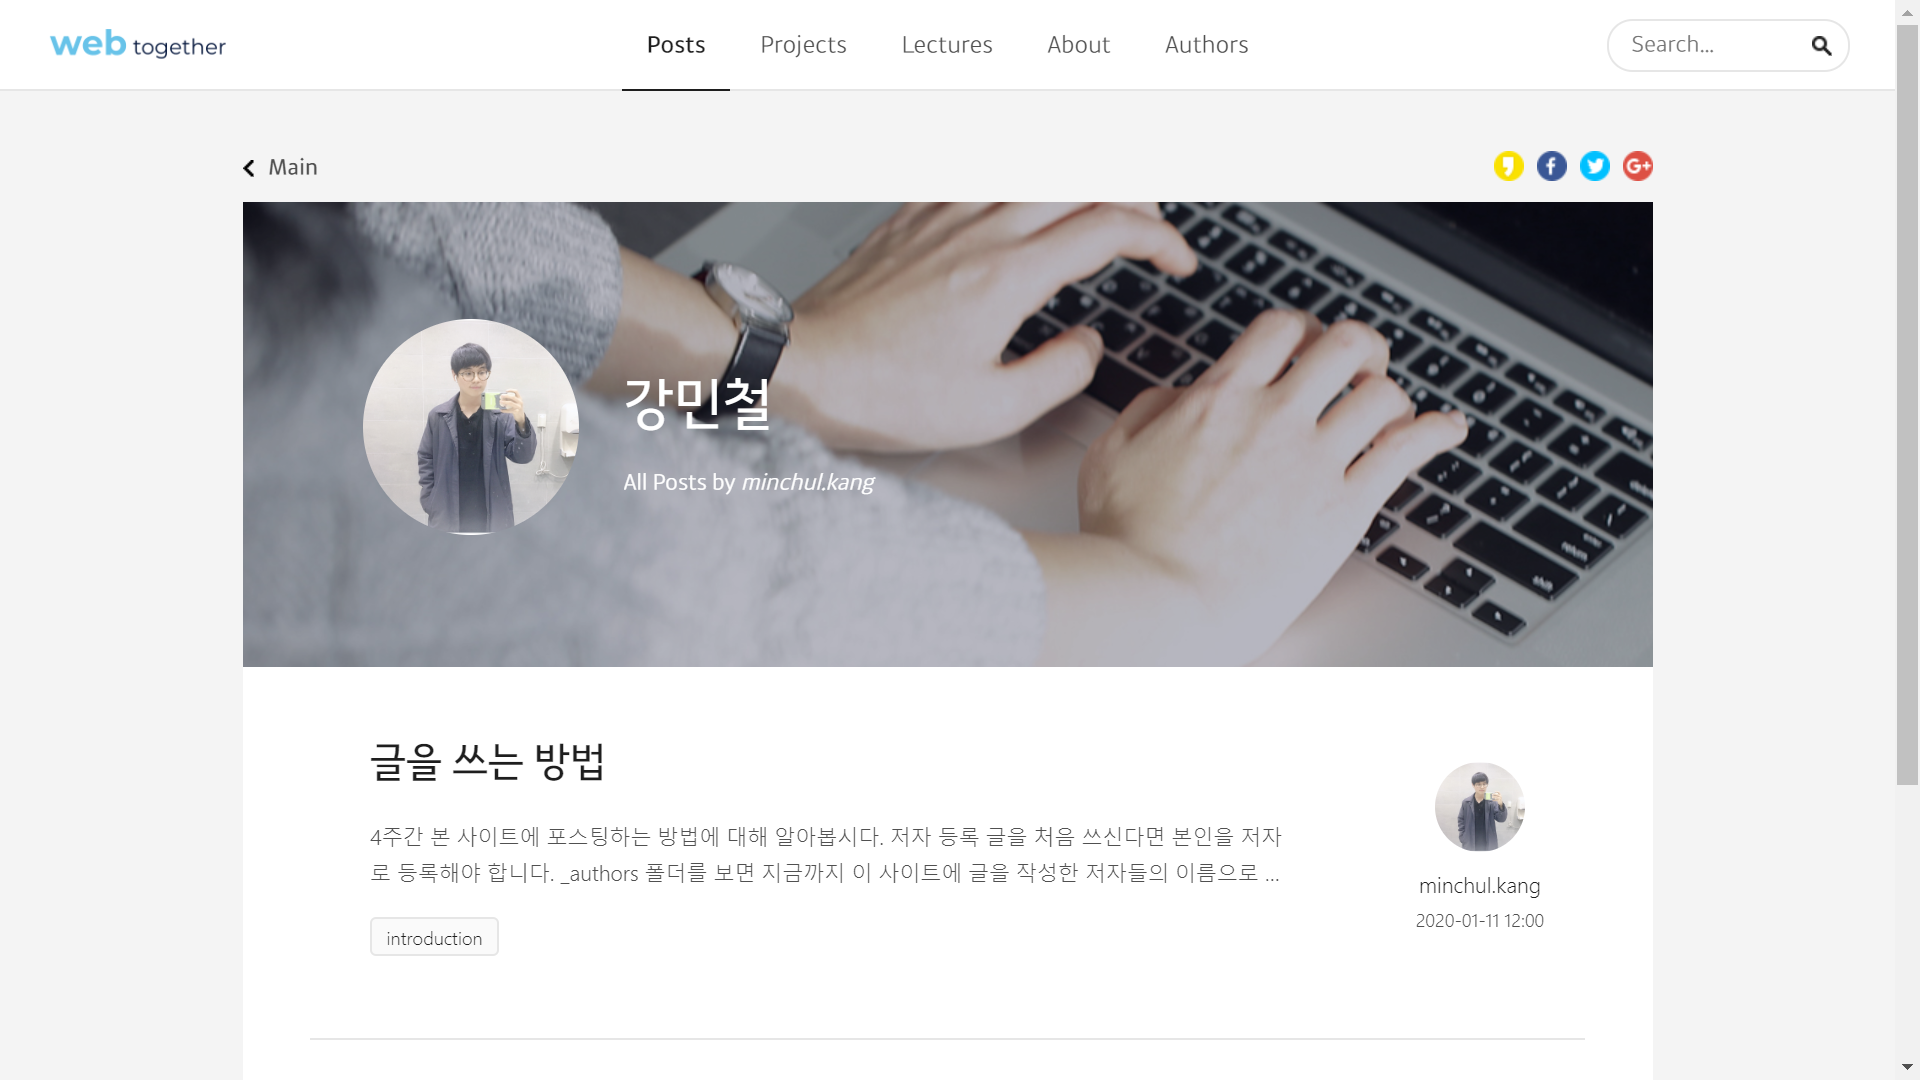 web together
Posts
Projects
Lectures
About
Authors
Search...
Main
강민철
All Posts by minchul.kang
글을 쓰는 방법
4주간 본 사이트에 포스팅하는 방법에 대해 알아봅시다. 저자 등록 글을 처음 쓰신다면 본인을 저자
로 등록해야 합니다. _authors 폴더를 보면 지금까지 이 사이트에 글을 작성한 저자들의 이름으로 ...
introduction
minchul.kang
2020-01-11 12:00